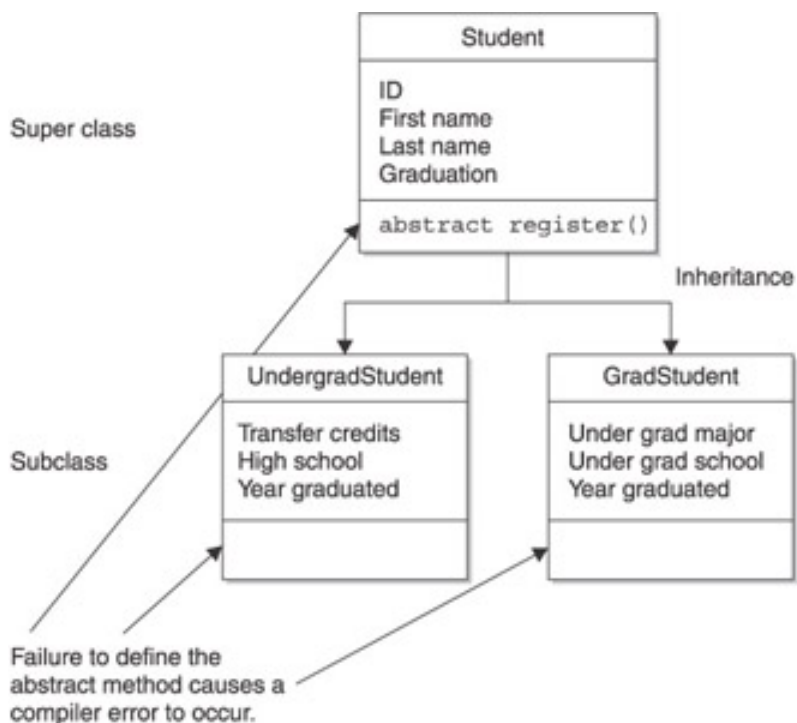 Student
ID
First name
Last name
Graduation
abstract register()
Super class
Inheritance
UndergradStudent
Transfer credits
High school
Year graduated
GradStudent
Under grad major
Under grad school
Year graduated
Subclass
Failure to define the
abstract method causes a
compiler error to occur.